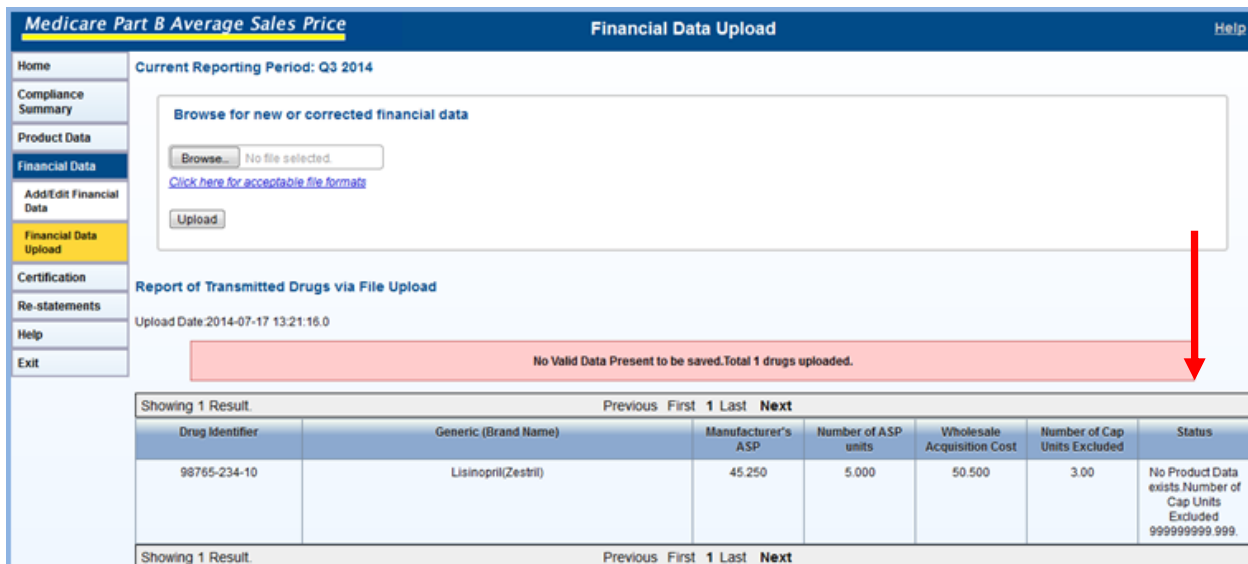 Medicare Part B Average Sales Price
Financial Data Upload
Help
Home
Compliance
Summary
Product Data
Financial Data
Add/Edit Financial
Data
Financial Data
Upload
Certification
Re-statements
Help
Exit
Current Reporting Period: Q3 2014
Browse for new or corrected financial data
Browse... No file selected.
Click here for acceptable file formats
Upload
Report of Transmitted Drugs via File Upload
Upload Date:2014-07-17 13:21:16.0
No Valid Data Present to be saved.Total 1 drugs uploaded.
Showing 1 Result. Previous First 1 Last Next
Drug Identifier
Generic (Brand Name)
Manufacturer's
ASP
Number of ASP
units
Wholesale
Acquisition Cost
Number of Cap
Units Excluded
Status
98765-234-10
Lisinopril(Zestril)
45.250
5.000
50.500
3.00
No Product Data
exists.Number of
Cap Units
Excluded
999999999.999.
Showing 1 Result. Previous First 1 Last Next